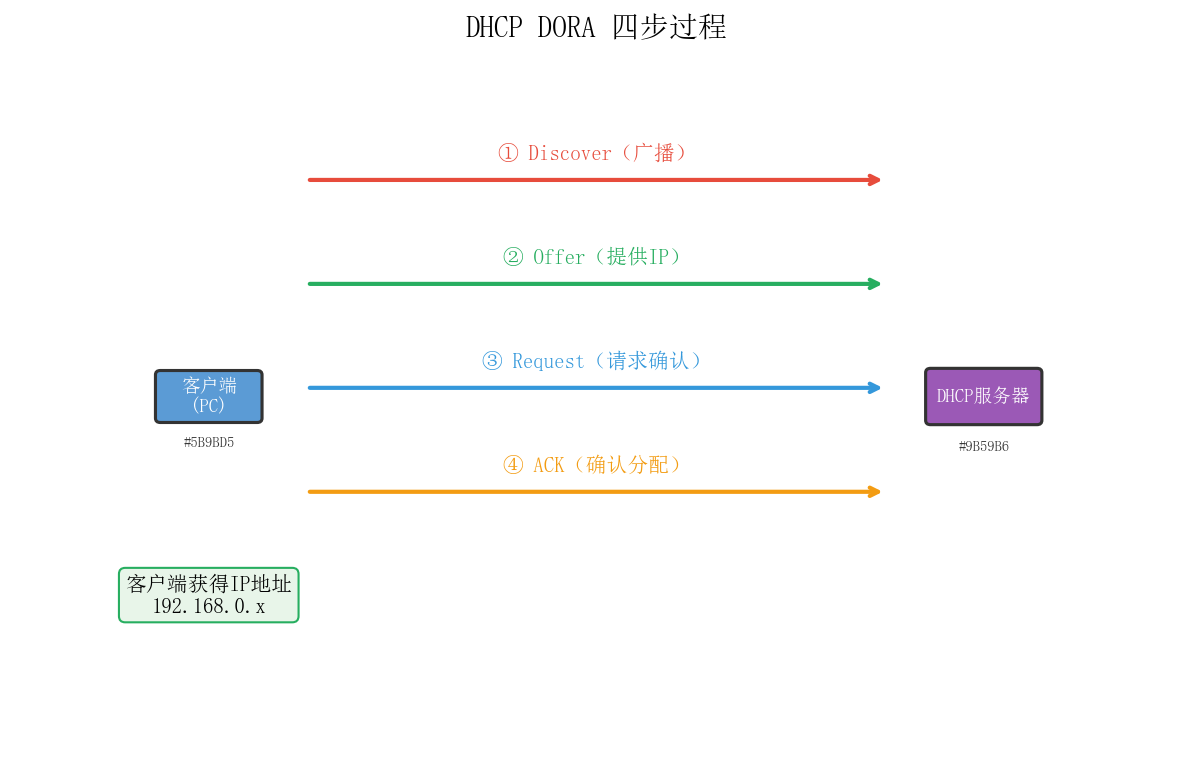 DHCP DORA 四步过程
① Discover（广播）
② Offer（提供IP）
③ Request（请求确认）
客户端
(PC)
#5B9BD5
DHCP服务器
#9B59B6
④ ACK（确认分配）
客户端获得IP地址
192.168.0.x